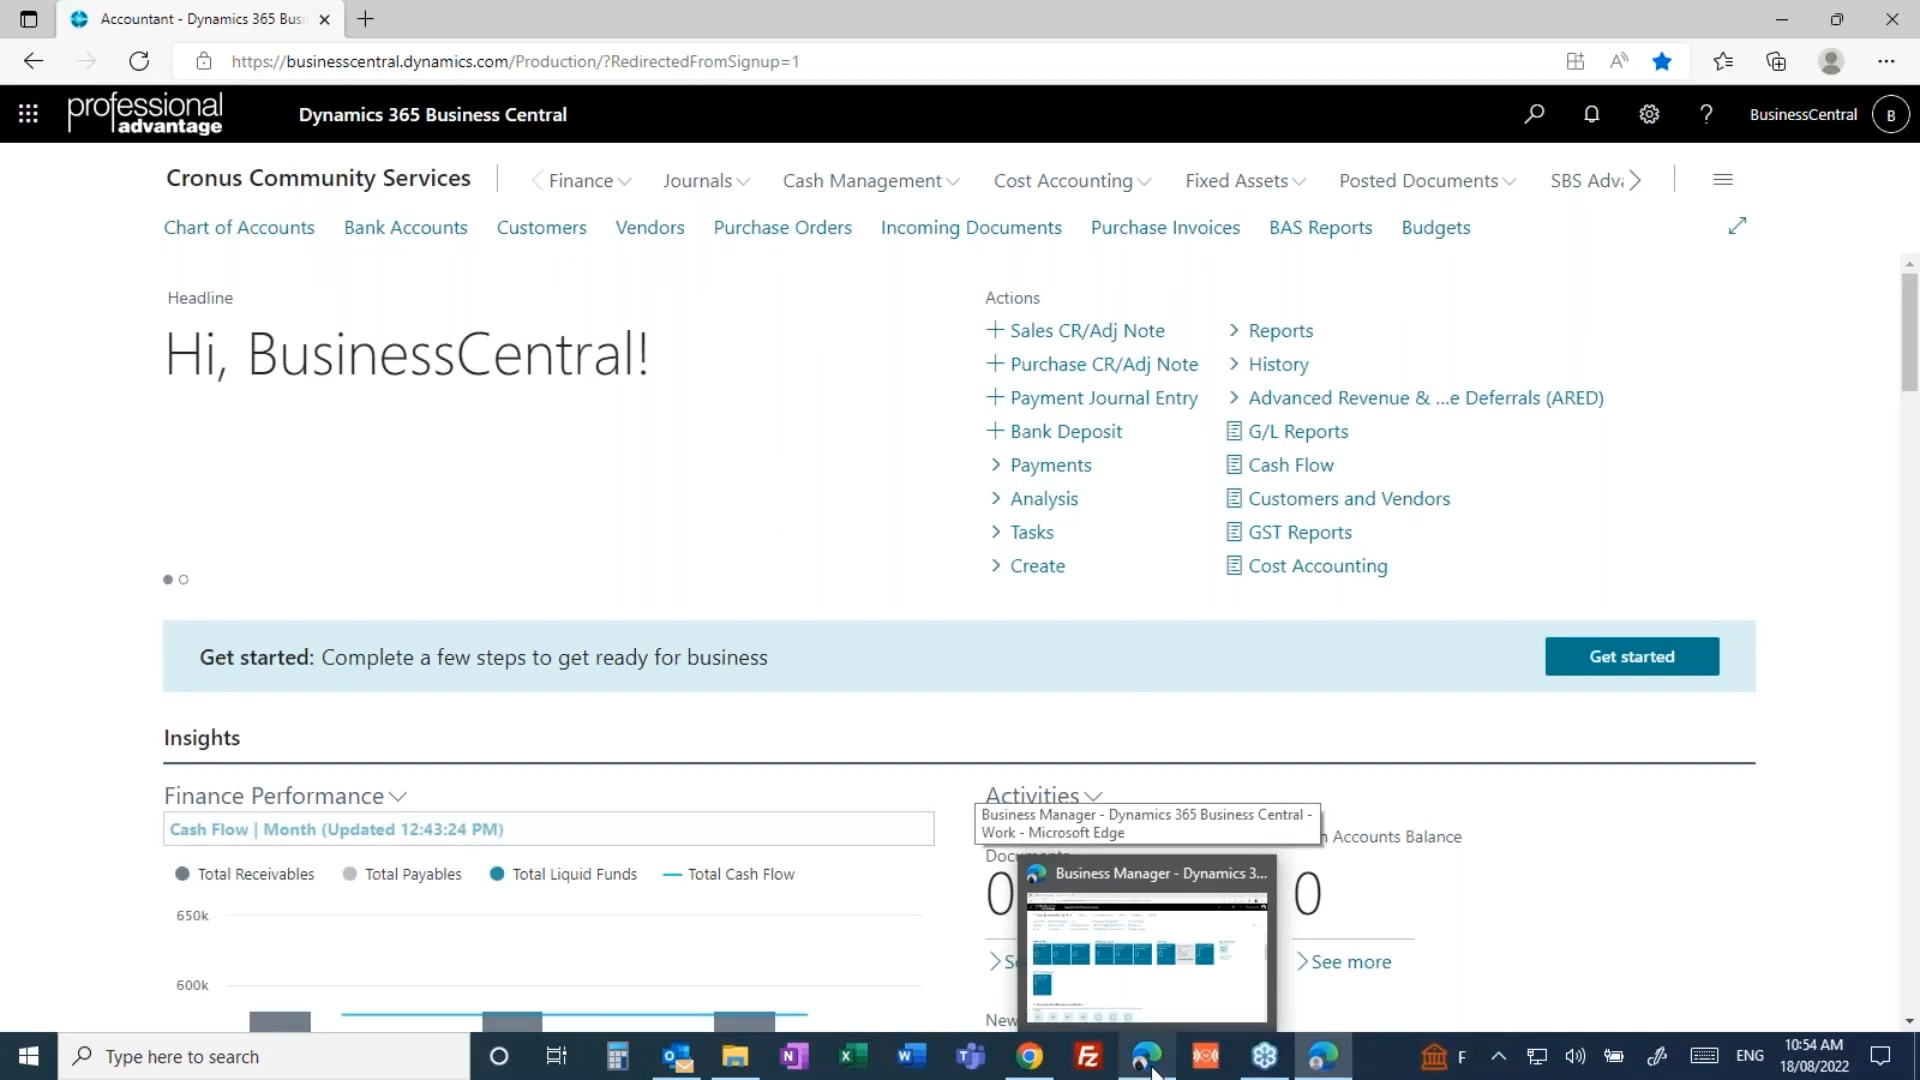 Accountant - Dynamics 365 Busi
https://businesscentral.dynamics.com/Production/?RedirectedFromSignup=1
professional
advantage
Dynamics 365 Business Central
BusinessCentral
B
Cronus Community Services
Finance
Journals
Cash Management
Cost Accounting
Fixed Assets
Posted Documents
SBS Adva
Chart of Accounts
Bank Accounts
Customers
Vendors
Purchase Orders
Incoming Documents
Purchase Invoices
BAS Reports
Budgets
Headline
Hi, BusinessCentral!
Actions
Sales CR/Adj Note
Purchase CR/Adj Note
Payment Journal Entry
Bank Deposit
Payments
Analysis
Tasks
Create
Reports
History
Advanced Revenue & ...e Deferrals (ARED)
G/L Reports
Cash Flow
Customers and Vendors
GST Reports
Cost Accounting
Get started: Complete a few steps to get ready for business
Get started
Insights
Finance Performance
Cash Flow | Month (Updated 12:43:24 PM)
Total Receivables
Total Payables
Total Liquid Funds
Total Cash Flow
650k
600k
Activities
Business Manager - Dynamics 365 Business Central -
Work - Microsoft Edge
Accounts Balance
0
0
See more
New
Business Manager - Dynamics 3...
Type here to search
F
ENG
10:54 AM
18/08/2022